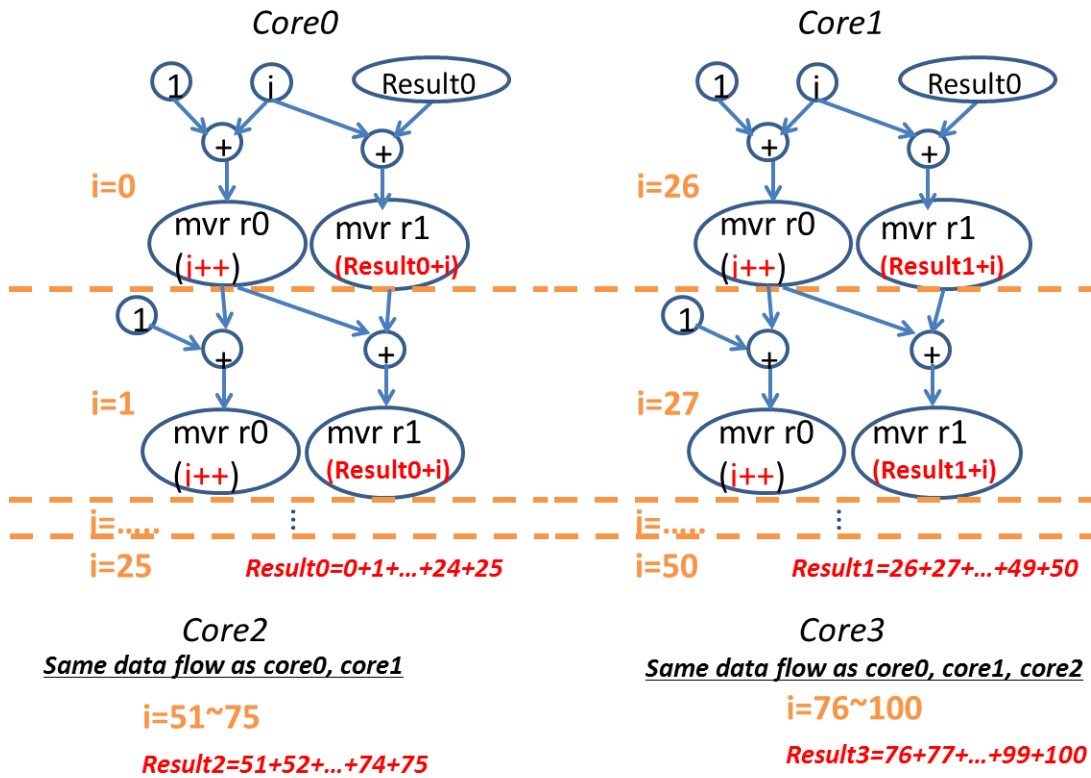 Core0
1
i
Result0
+
+
i=0
mvr r0
(i++)
mvr r1
(Result0+i)
1
+
+
i=1
mvr r0
(i++)
mvr r1
(Result0+i)
i=.....
i=25
Result0=0+1+...+24+25
Core1
1
i
Result0
+
+
i=26
mvr r0
(i++)
mvr r1
(Result1+i)
1
+
+
i=27
mvr r0
(i++)
mvr r1
(Result1+i)
i=.....
i=50
Result1=26+27+...+49+50
Core2
Same data flow as core0, core1
i=51~75
Result2=51+52+...+74+75
Core3
Same data flow as core0, core1, core2
i=76~100
Result3=76+77+...+99+100